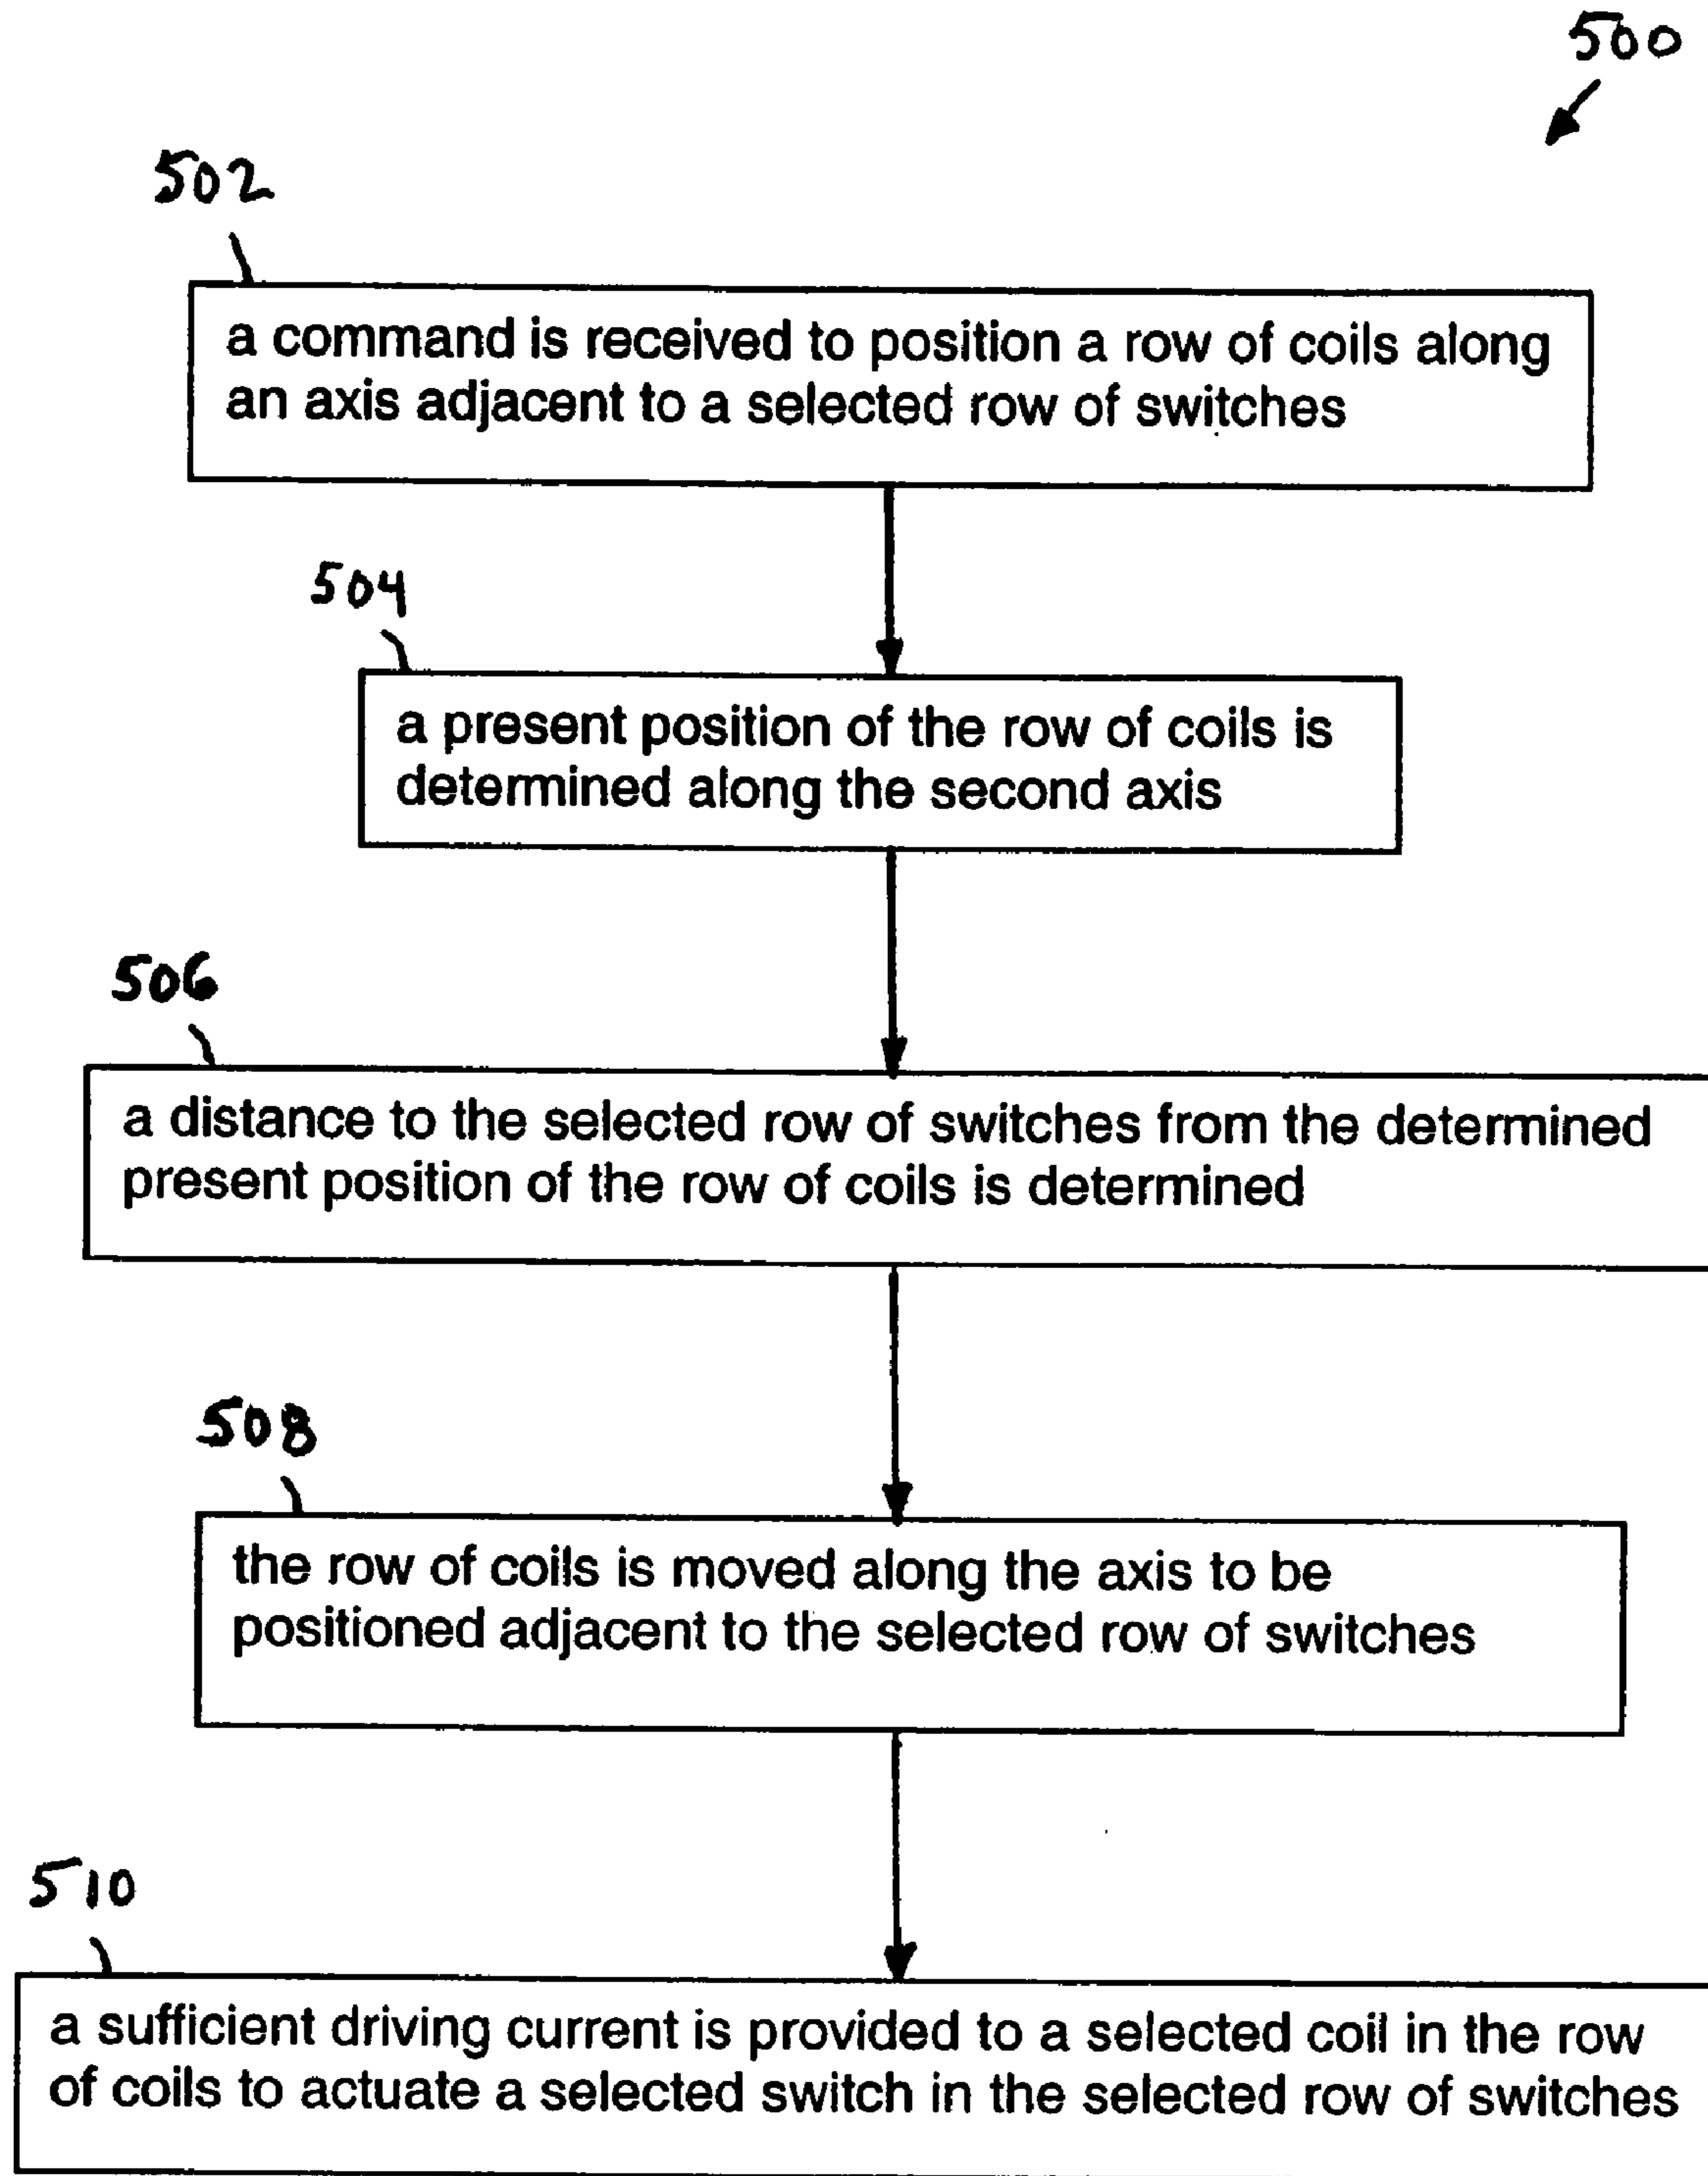 500
502
a command is received to position a row of coils along
an axis adjacent to a selected row of switches
504
a present position of the row of coils is
determined along the second axis
506
a distance to the selected row of switches from the determined
present position of the row of coils is determined
508
the row of coils is moved along the axis to be
positioned adjacent to the selected row of switches
510
a sufficient driving current is provided to a selected coil in the row
of coils to actuate a selected switch in the selected row of switches